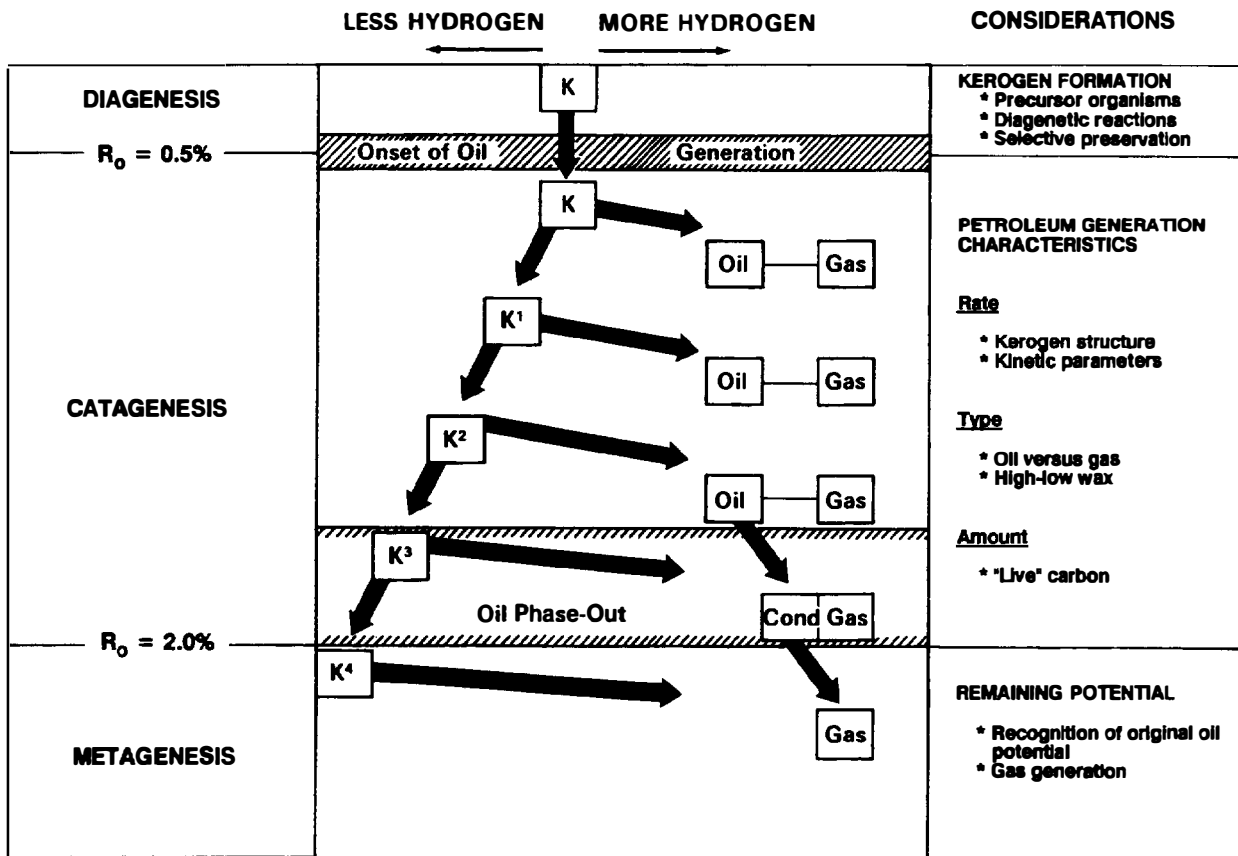 LESS HYDROGEN
MORE HYDROGEN
CONSIDERATIONS
DIAGENESIS
K
KEROGEN FORMATION
* Precursor organisms
* Diagenetic reactions
* Selective preservation
R₀ = 0.5%
Onset of Oil
Generation
K
Oil
Gas
PETROLEUM GENERATION
CHARACTERISTICS
Rate
* Kerogen structure
* Kinetic parameters
K¹
Oil
Gas
CATAGENESIS
K²
Oil
Gas
Type
* Oil versus gas
* High-low wax
Amount
* "Live" carbon
K³
Oil Phase-Out
Cond
Gas
R₀ = 2.0%
K⁴
Gas
METAGENESIS
REMAINING POTENTIAL
* Recognition of original oil
potential
* Gas generation